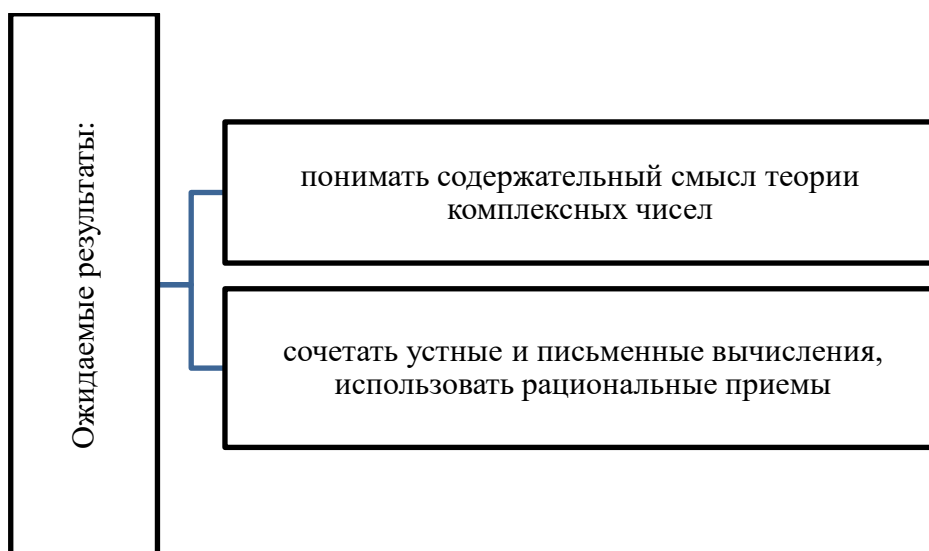 Ожидаемые результаты:
понимать содержательный смысл теории
комплексных чисел
сочетать устные и письменные вычисления,
использовать рациональные приемы